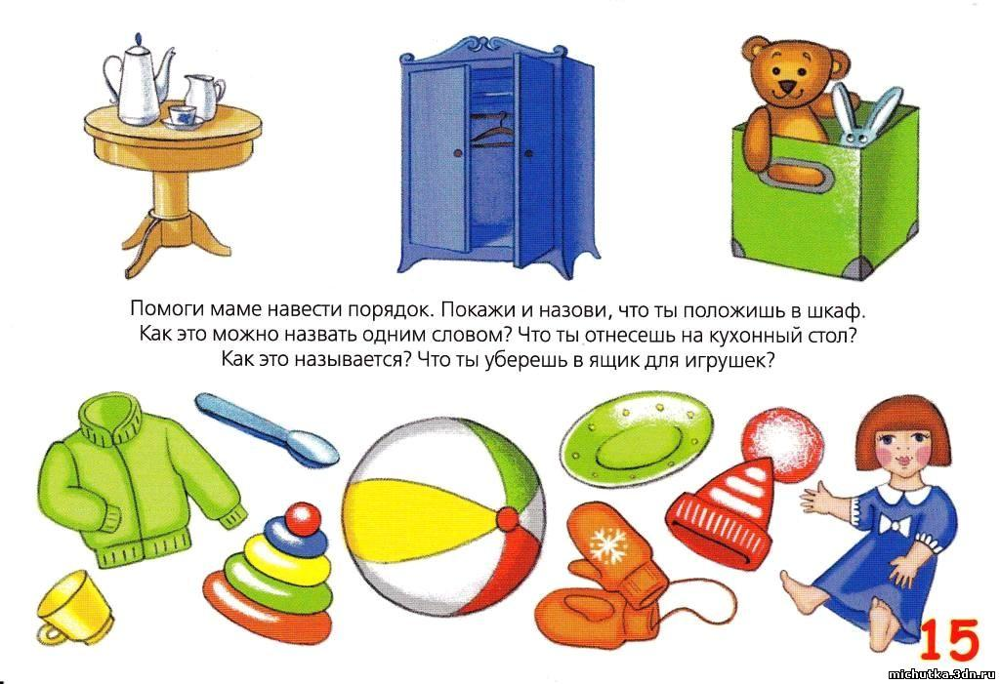 Помоги маме навести порядок. Покажи и назови, что ты положишь в шкаф.
Как это можно назвать одним словом? Что ты отнесешь на кухонный стол?
Как это называется? Что ты уберешь в ящик для игрушек?
15
michutka.3dn.ru